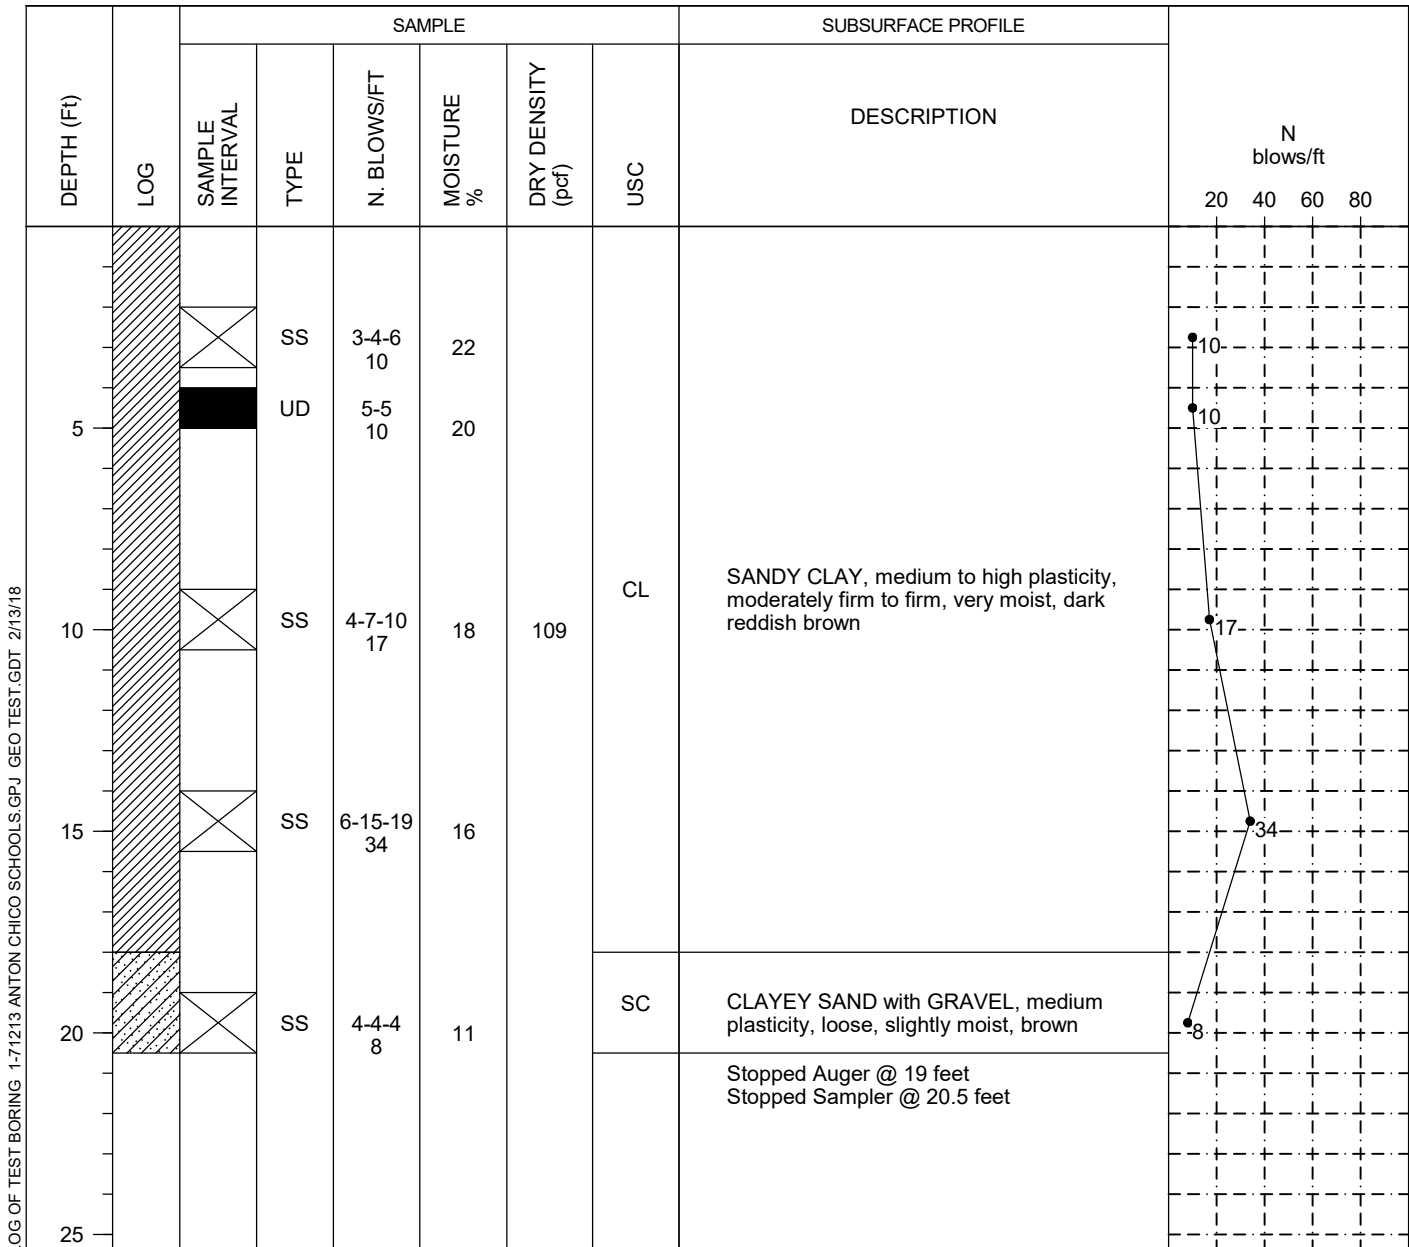 SAMPLE
SUBSURFACE PROFILE
DEPTH (Ft)
LOG
SAMPLE
INTERVAL
TYPE
N. BLOWS/FT
MOISTURE
%
DRY DENSITY
(pcf)
USC
DESCRIPTION
N
blows/ft
20 40 60 80
SS 3-4-6 22
10
10
UD 5-5 20
10
10
5
CL
SANDY CLAY, medium to high plasticity,
moderately firm to firm, very moist, dark
reddish brown
SS 4-7-10 18 109
17
17
10
SS 6-15-19 16
34
34
15
SC
CLAYEY SAND with GRAVEL, medium
plasticity, loose, slightly moist, brown
SS 4-4-4 11
8
8
20
Stopped Auger @ 19 feet
Stopped Sampler @ 20.5 feet
25
OG OF TEST BORING 1-71213 ANTON CHICO SCHOOLS.GPJ GEO TEST.GDT 2/13/18